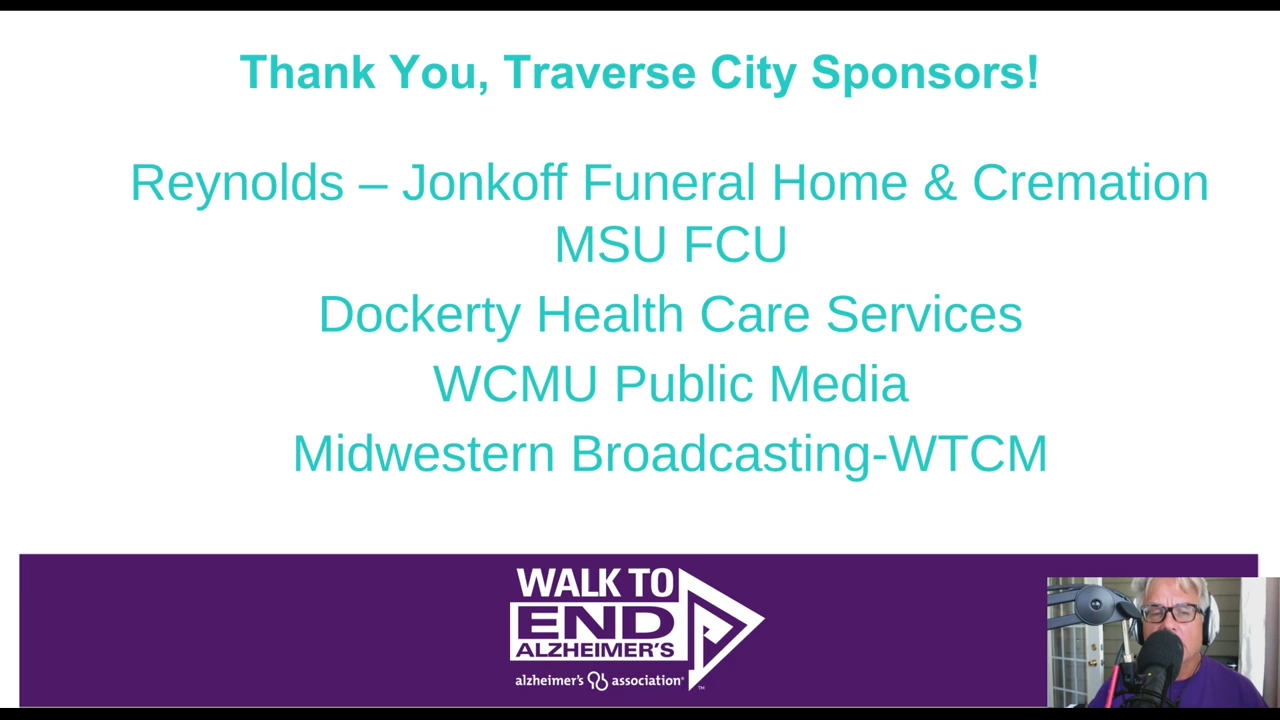 Thank You, Traverse City Sponsors!
Reynolds – Jonkoff Funeral Home & Cremation
MSU FCU
Dockerty Health Care Services
WCMU Public Media
Midwestern Broadcasting-WTCM
WALK TO
END
ALZHEIMER'S
alzheimer's association®
™